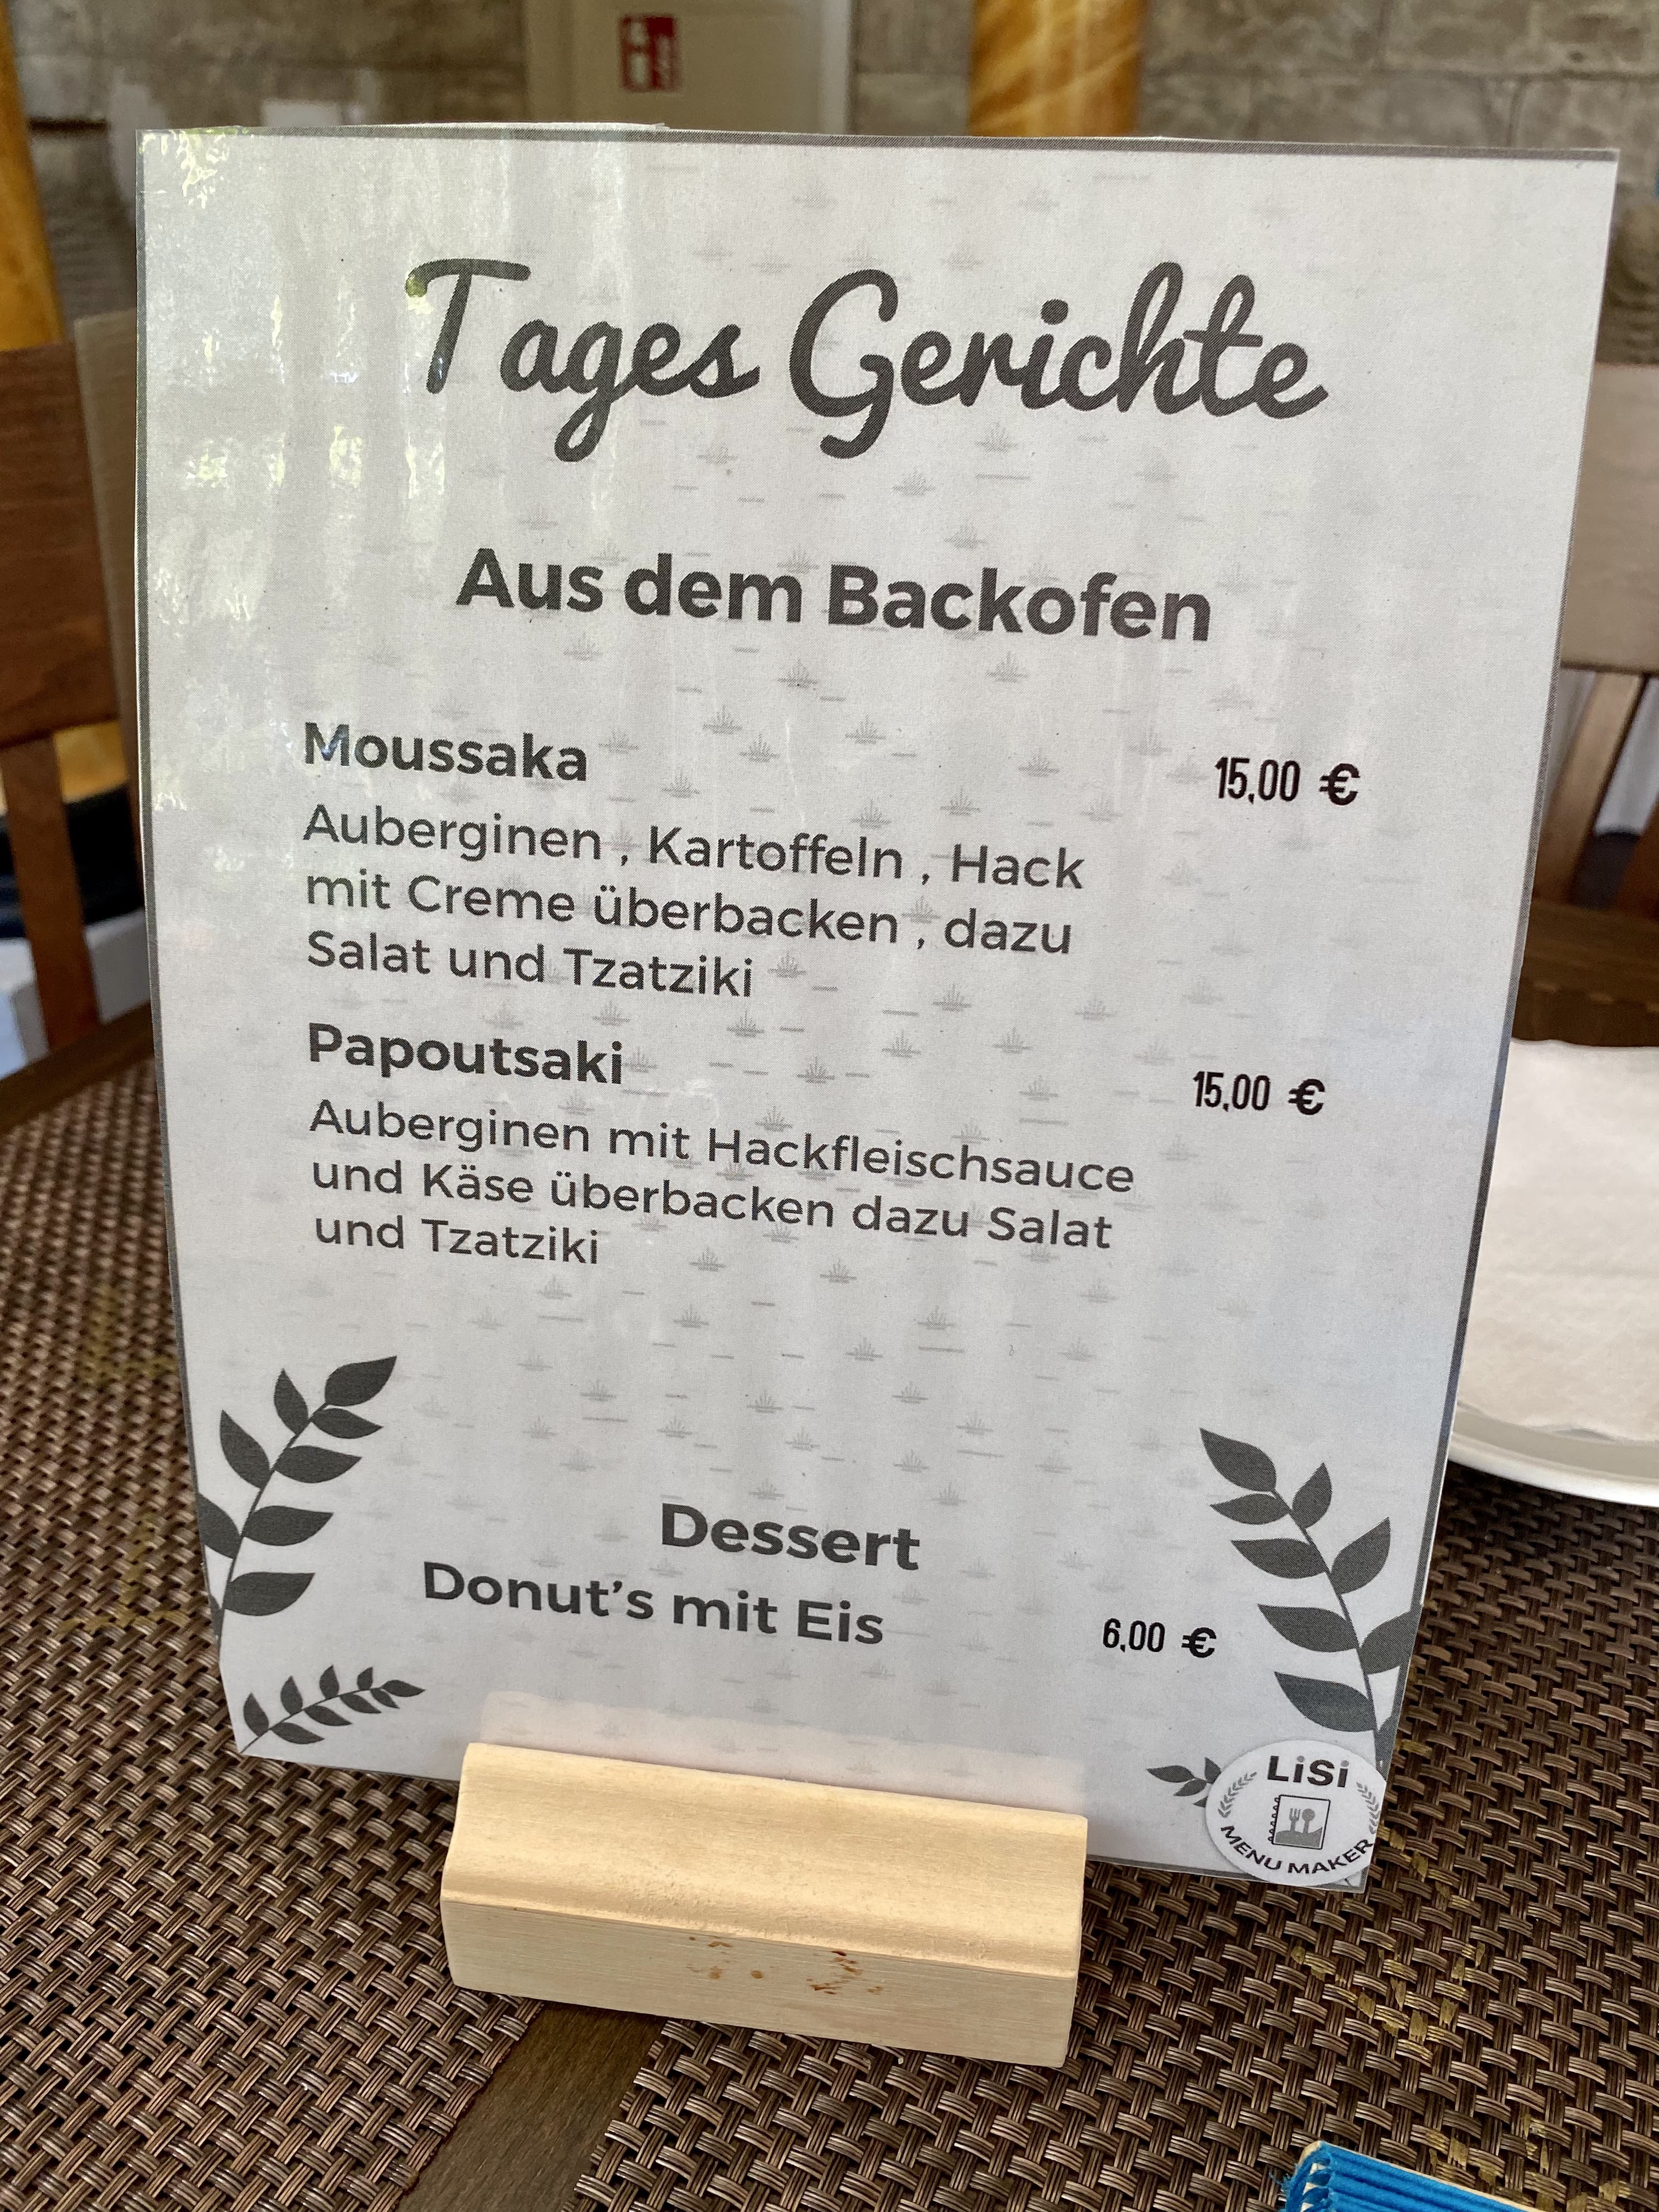 Tages Gerichte
Aus dem Backofen
Moussaka 15,00 €
Auberginen , Kartoffeln , Hack
mit Creme überbacken , dazu
Salat und Tzatziki
Papoutsaki 15,00 €
Auberginen mit Hackfleischsauce
und Käse überbacken dazu Salat
und Tzatziki
Dessert
Donut's mit Eis 6,00 €
LiSi
MENU MAKER